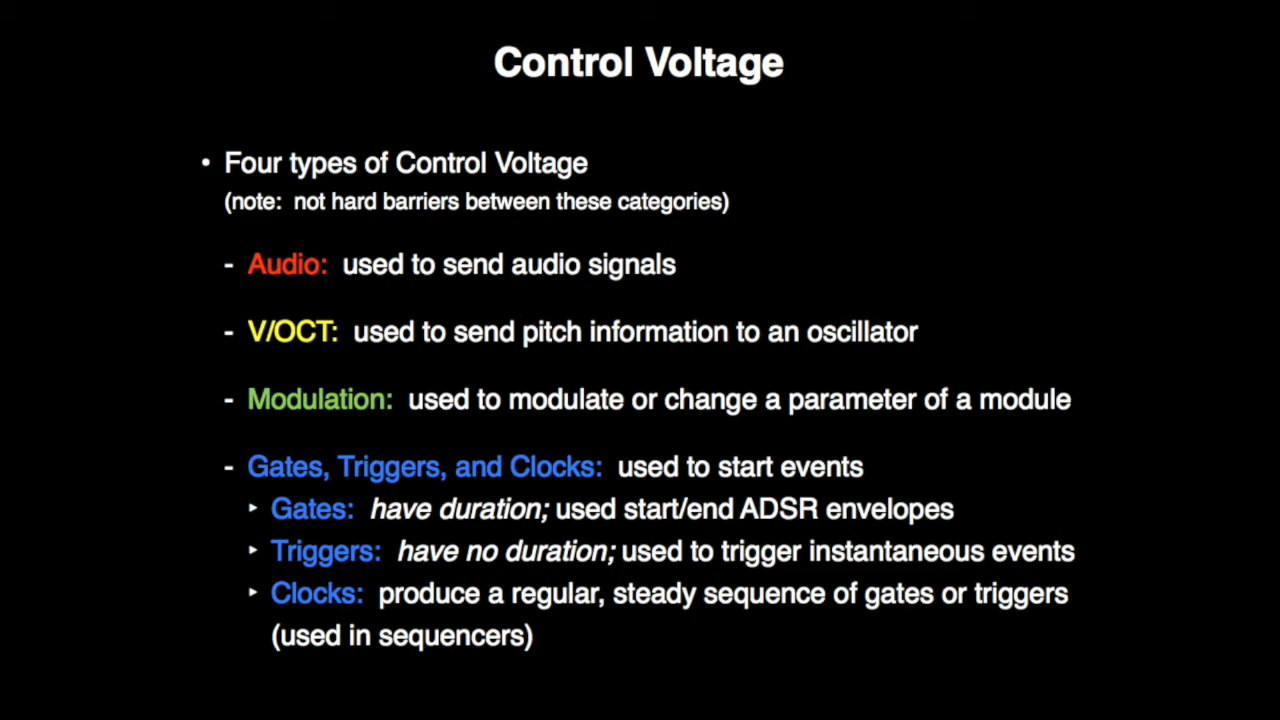 Control Voltage
• Four types of Control Voltage
(note: not hard barriers between these categories)
- Audio: used to send audio signals
- V/OCT: used to send pitch information to an oscillator
- Modulation: used to modulate or change a parameter of a module
- Gates, Triggers, and Clocks: used to start events
‣ Gates: have duration; used start/end ADSR envelopes
‣ Triggers: have no duration; used to trigger instantaneous events
‣ Clocks: produce a regular, steady sequence of gates or triggers
(used in sequencers)